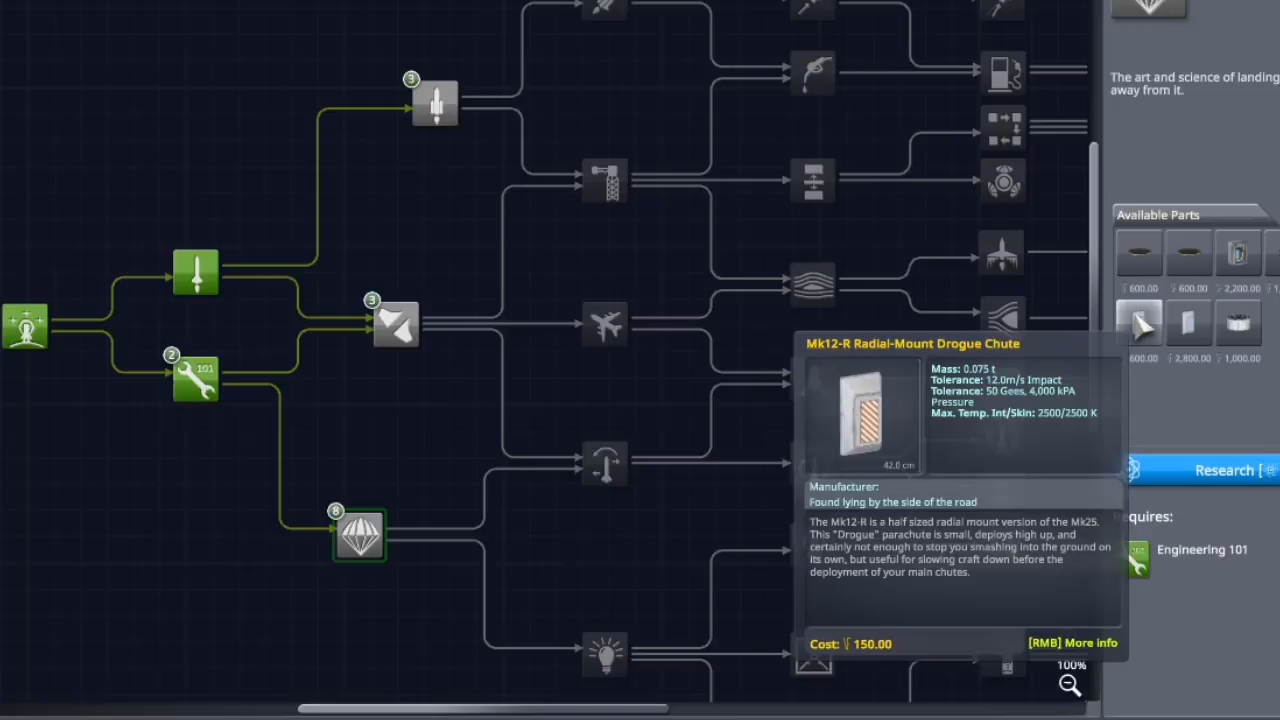 The art and science of landing
away from it.
3
Available Parts
600.00
600.00
2,200.00
3
600.00
2,800.00
1,000.00
Mk12-R Radial-Mount Drogue Chute
2
101
Mass: 0.075 t
Tolerance: 12.0m/s Impact
Tolerance: 50 Gees, 4,000 kPa
Pressure
Max. Temp. Int/Skin: 2500/2500 K
42.0 cm
Research [
Manufacturer:
Found lying by the side of the road
8
The Mk12-R is a half sized radial mount version of the Mk25.
This "Drogue" parachute is small, deploys high up, and
certainly not enough to stop you smashing into the ground on
its own, but useful for slowing craft down before the
deployment of your main chutes.
equires:
101
Engineering 101
Cost: 150.00
[RMB] More info
100%